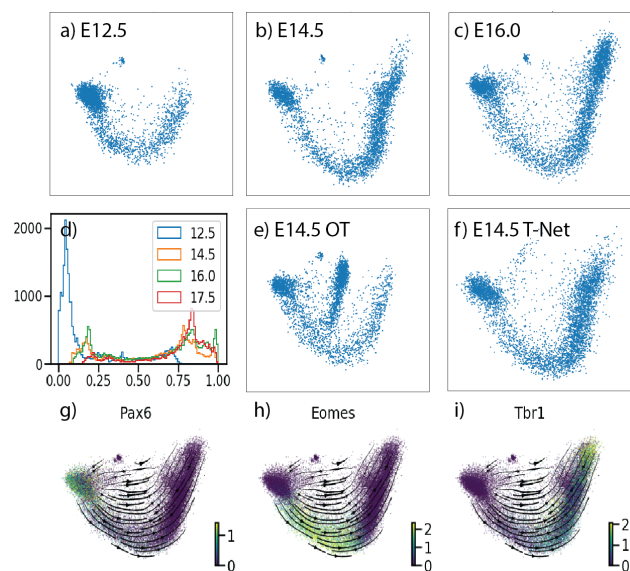 a) E12.5
b) E14.5
c) E16.0
d)
2000
1000
0
0.00 0.25 0.50 0.75 1.00
12.5
14.5
16.0
17.5
e) E14.5 OT
f) E14.5 T-Net
g) Pax6
1
0
h) Eomes
2
1
0
i) Tbr1
2
1
0